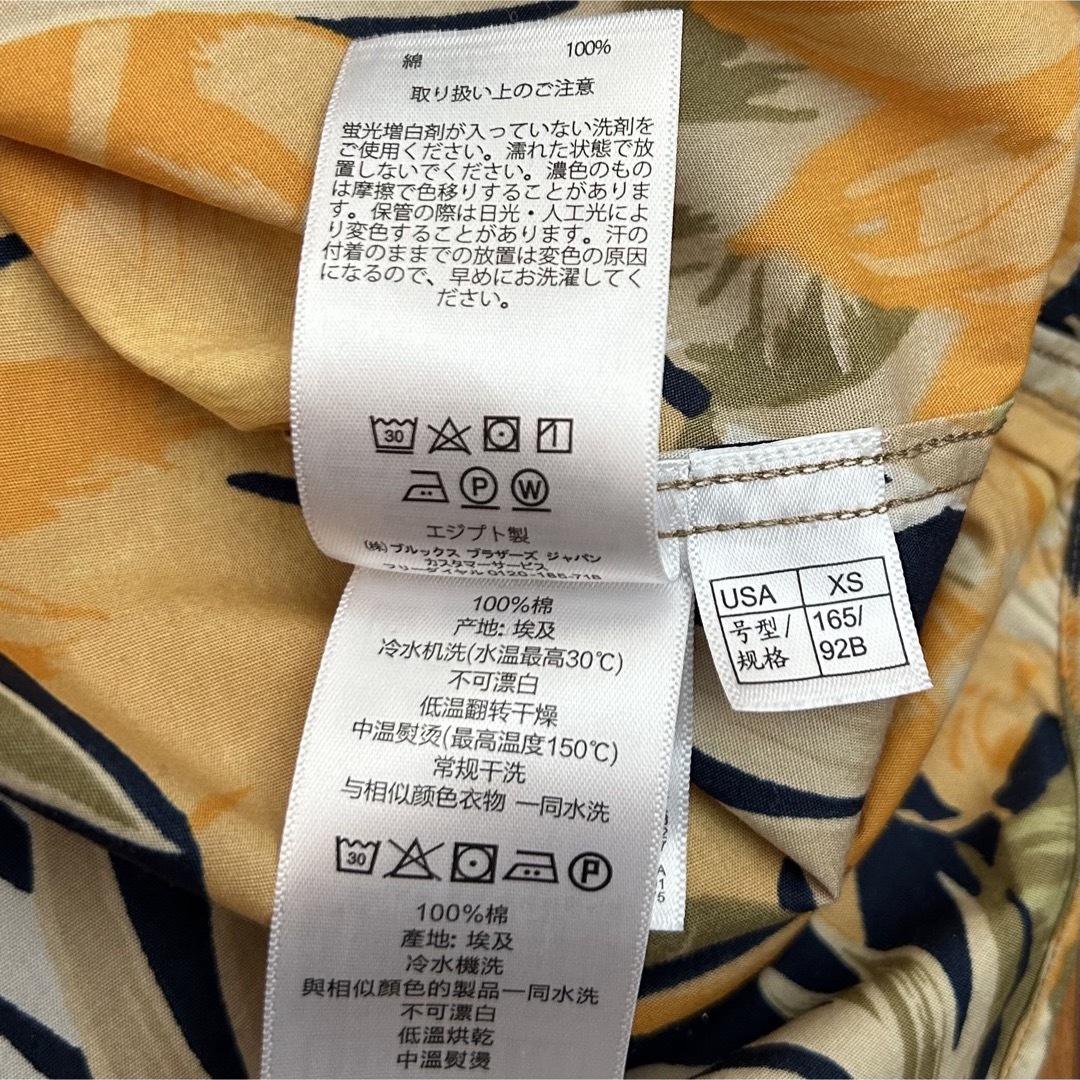 綿 100%
取り扱い上のご注意
蛍光増白剤が入っていない洗剤を
ご使用ください。濡れた状態で放
置しないでください。濃色のもの
は摩擦で色移りすることがありま
す。保管の際は日光・人工光によ
り変色することがあります。汗の
付着のままでの放置は変色の原因
になるので、早めにお洗濯してく
ださい。
30
P W
エジプト製
(株)ブルックス ブラザーズ ジャパン
カスタマーサービス
フリーダイヤル 0120-185-718
100%棉
产地: 埃及
冷水机洗(水温最高30℃)
不可漂白
低温翻转干燥
中温熨烫(最高温度150℃)
常规干洗
与相似颜色衣物 一同水洗
30 P
100%棉
產地: 埃及
冷水機洗
與相似顏色的製品一同水洗
不可漂白
低溫烘乾
中溫熨燙
USA XS
号型/ 165/
规格 92B